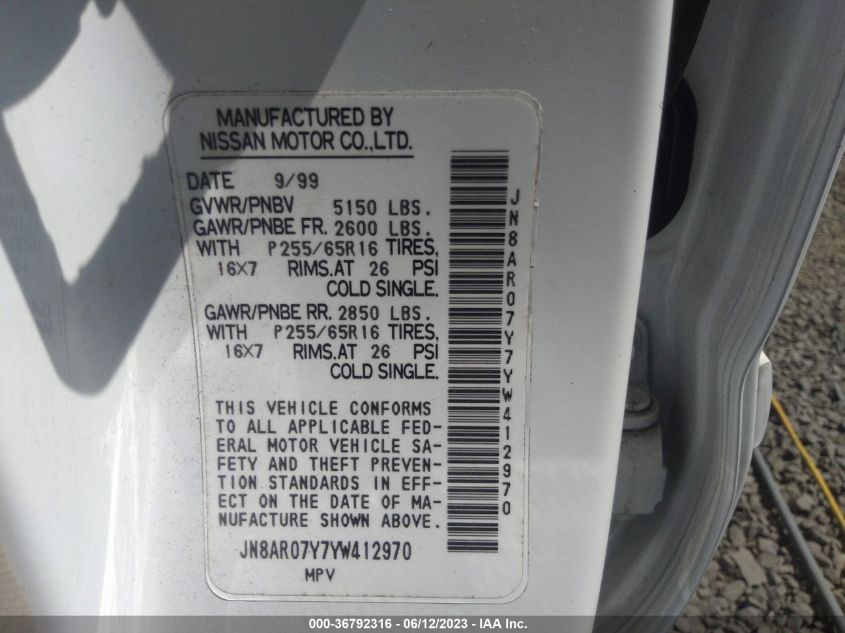 MANUFACTURED BY
NISSAN MOTOR CO.,LTD.
DATE 9/99
GVWR/PNBV 5150 LBS.
GAWR/PNBE FR. 2600 LBS.
WITH P255/65R16 TIRES,
16X7 RIMS.AT 26 PSI
COLD SINGLE.
GAWR/PNBE RR. 2850 LBS.
WITH P255/65R16 TIRES,
16X7 RIMS.AT 26 PSI
COLD SINGLE.
THIS VEHICLE CONFORMS
TO ALL APPLICABLE FED-
ERAL MOTOR VEHICLE SA-
FETY AND THEFT PREVEN-
TION STANDARDS IN EFF-
ECT ON THE DATE OF MA-
NUFACTURE SHOWN ABOVE.
JN8AR07Y7YW412970
MPV
JN8AR07Y7YW412970
000-36792316 - 06/12/2023 - IAA Inc.